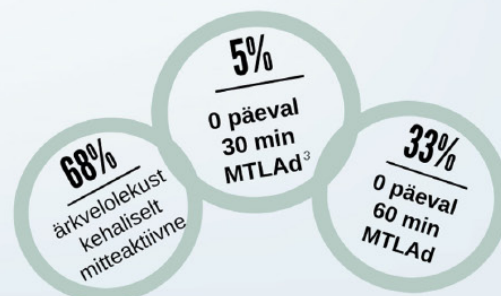 68%
ärkvelolekust
kehaliselt
mitteaktiivne
5%
0 päeval
30 min
MTLAd³
33%
0 päeval
60 min
MTLAd